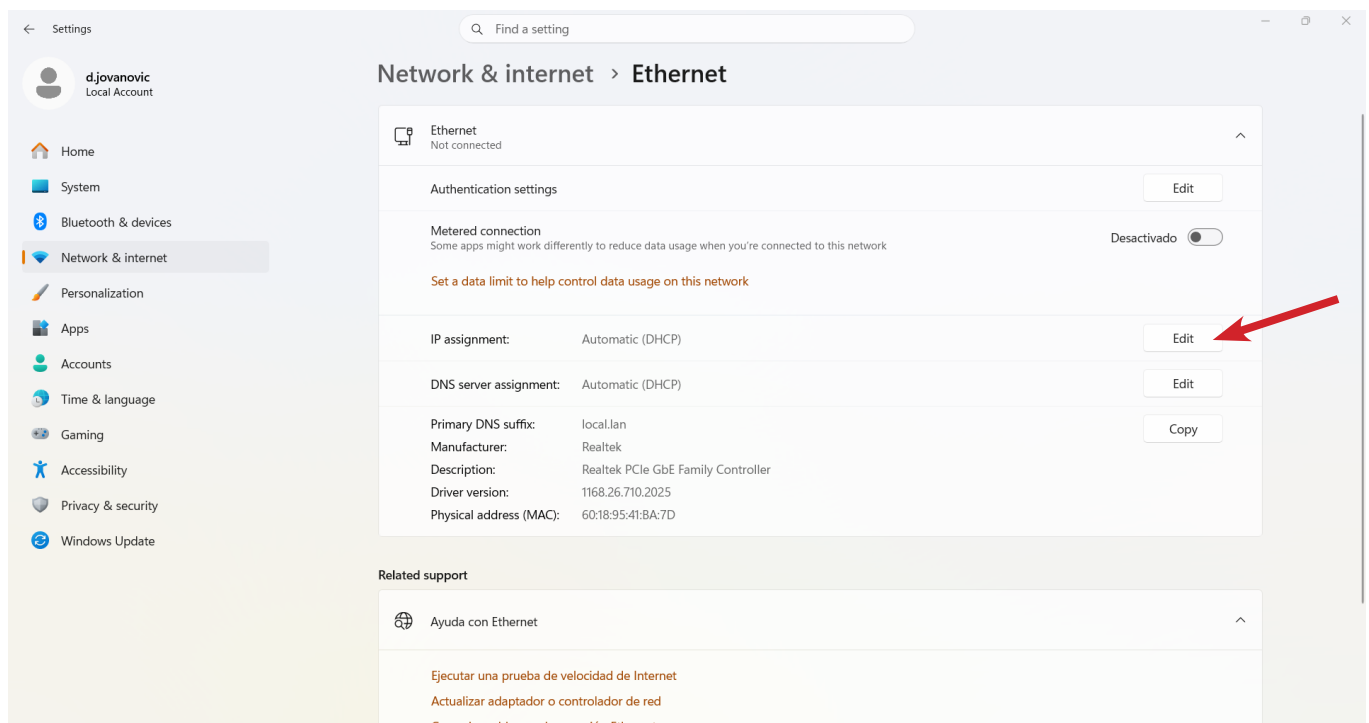 Settings
Find a setting
d.jovanovic
Local Account
Home
System
Bluetooth & devices
Network & internet
Personalization
Apps
Accounts
Time & language
Gaming
Accessibility
Privacy & security
Windows Update
Network & internet › Ethernet
Ethernet
Not connected
Authentication settings Edit
Metered connection
Some apps might work differently to reduce data usage when you're connected to this network
Desactivado
Set a data limit to help control data usage on this network
IP assignment: Automatic (DHCP) Edit
DNS server assignment: Automatic (DHCP) Edit
Primary DNS suffix: local.lan Copy
Manufacturer: Realtek
Description: Realtek PCIe GbE Family Controller
Driver version: 1168.26.710.2025
Physical address (MAC): 60:18:95:41:BA:7D
Related support
Ayuda con Ethernet
Ejecutar una prueba de velocidad de Internet
Actualizar adaptador o controlador de red